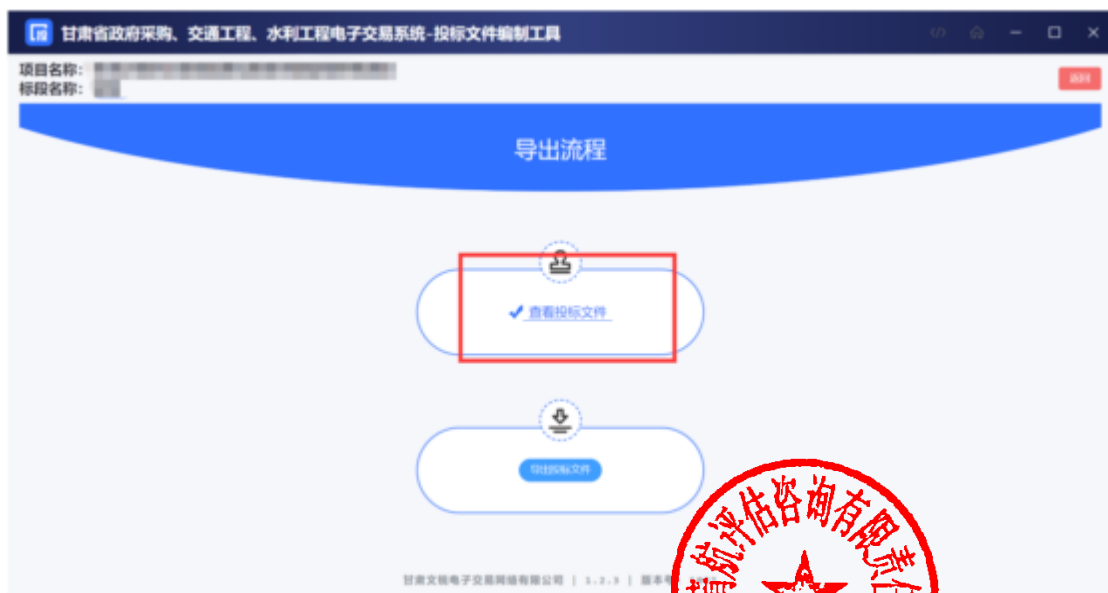 甘肃省政府采购、交通工程、水利工程电子交易系统-投标文件编制工具
项目名称：
标段名称：
返回
导出流程
查看投标文件
导出投标文件
甘肃文锐电子交易网络有限公司 | 1.2.3 | 版本号
航评估咨询有限责任